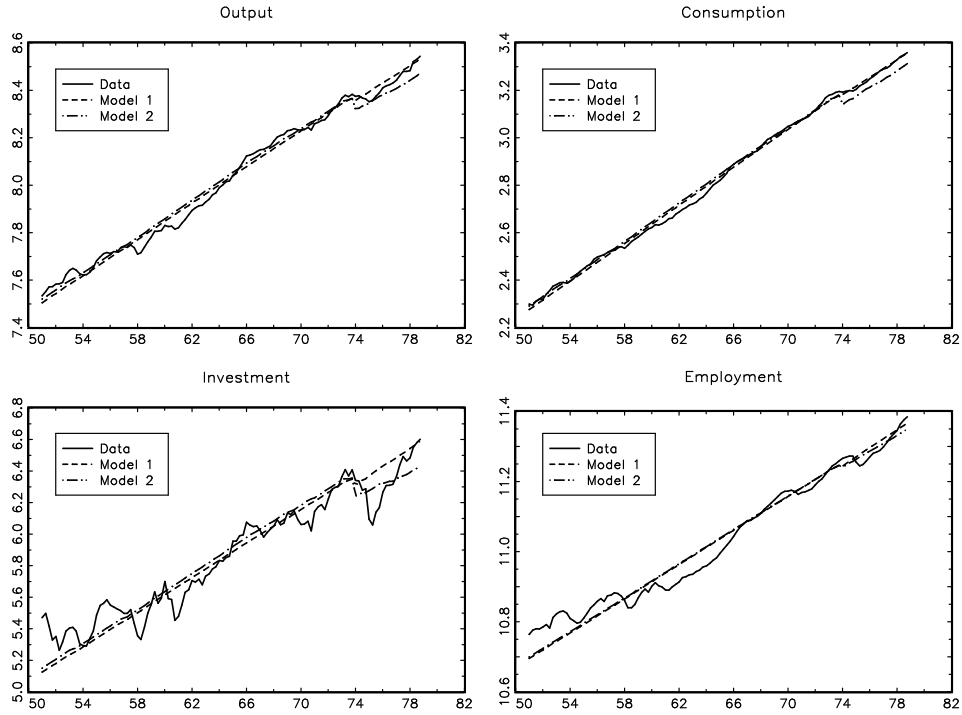 Output
8.6
8.4
8.2
8.0
7.8
7.6
7.4
Data
Model 1
Model 2
50 54 58 62 66 70 74 78 82
Consumption
3.4
3.2
3.0
2.8
2.6
2.4
2.2
Data
Model 1
Model 2
50 54 58 62 66 70 74 78 82
Investment
6.8
6.6
6.4
6.2
6.0
5.8
5.6
5.4
5.2
5.0
Data
Model 1
Model 2
50 54 58 62 66 70 74 78 82
Employment
11.4
11.2
11.0
10.8
10.6
Data
Model 1
Model 2
50 54 58 62 66 70 74 78 82